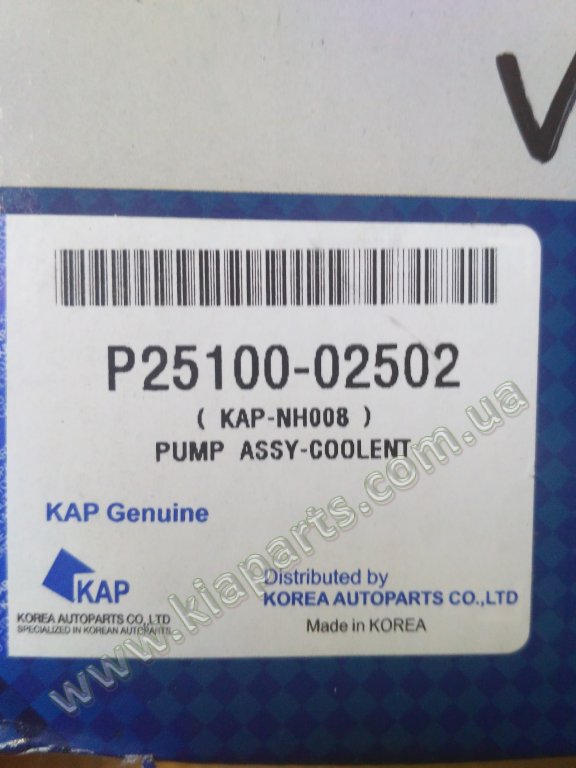 V
P25100-02502
( KAP-NH008 )
PUMP ASSY-COOLENT
KAP Genuine
KAP
KOREA AUTOPARTS CO.,LTD
SPECIALIZED IN KOREAN AUTOPARTS
Distributed by
KOREA AUTOPARTS CO.,LTD
Made in KOREA
www.kiaparts.com.ua